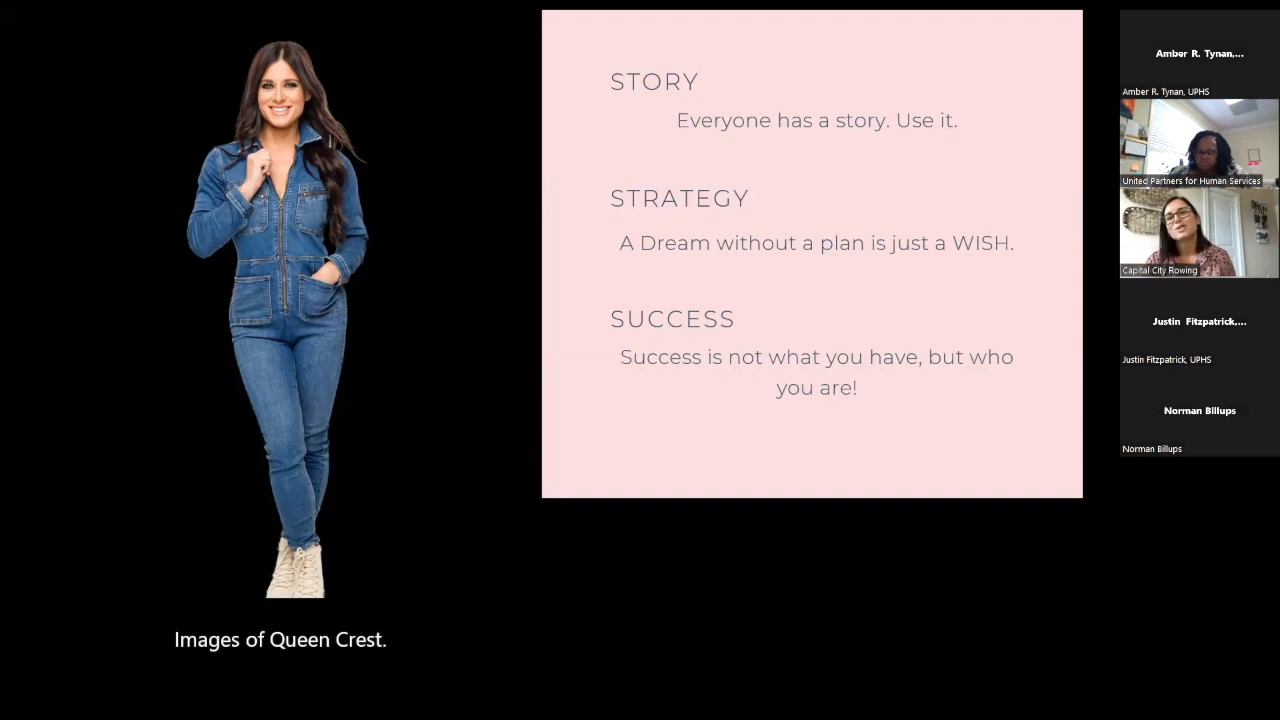 STORY
Everyone has a story. Use it.
STRATEGY
A Dream without a plan is just a WISH.
SUCCESS
Success is not what you have, but who
you are!
Images of Queen Crest.
Amber R. Tynan,...
Amber R. Tynan, UPHS
United Partners for Human Services
Capital City Rowing
Justin Fitzpatrick,...
Justin Fitzpatrick, UPHS
Norman Billups
Norman Billups